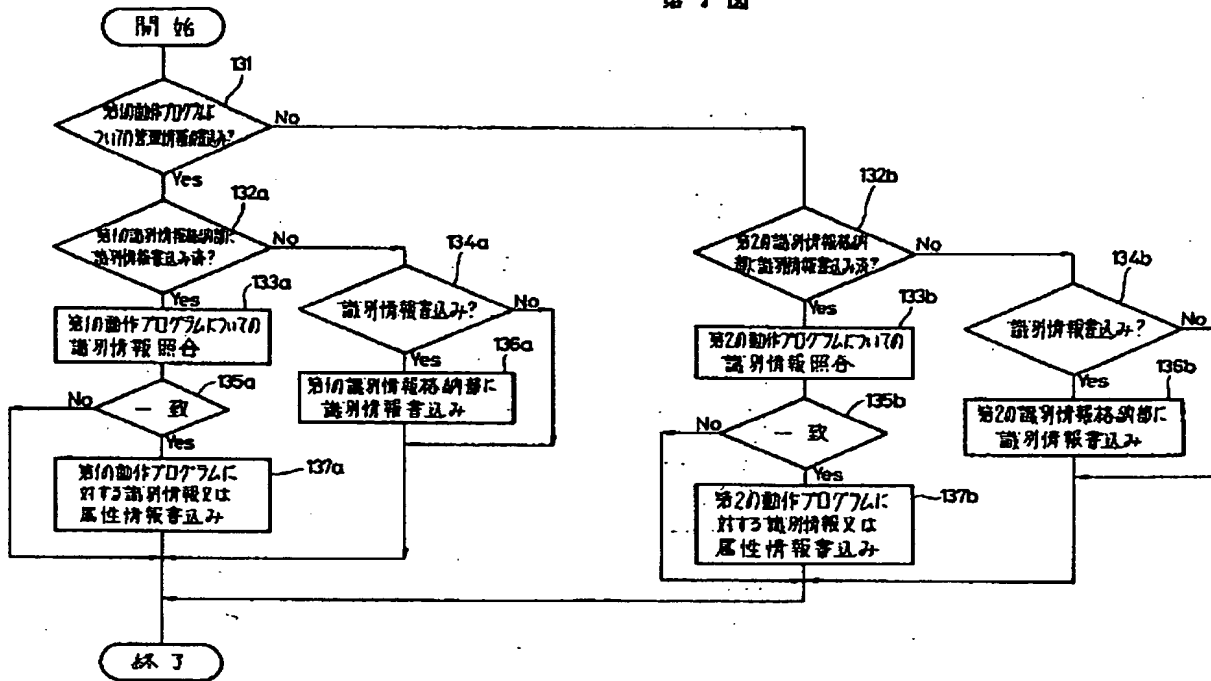 開始
131
第1の動作プログラムに
ついての管理情報の書込み?
No
Yes
132a
第1の識別情報格納部に
識別情報書込み済?
No
Yes
133a
第1の動作プログラムについての
識別情報照合
134a
識別情報書込み?
No
Yes
136a
第1の識別情報格納部に
識別情報書込み
135a
一致
No
Yes
137a
第1の動作プログラムに
対する識別情報又は
属性情報書込み
132b
第2の識別情報格納
部に識別情報書込み済?
No
Yes
133b
第2の動作プログラムについての
識別情報照合
134b
識別情報書込み?
No
Yes
136b
第2の識別情報格納部に
識別情報書込み
135b
一致
No
Yes
137b
第2の動作プログラムに
対する識別情報又は
属性情報書込み
終了